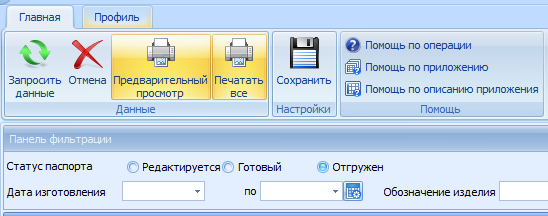 Главная Профиль
Запросить данные
Отмена
Предварительный просмотр
Печатать все
Сохранить
Помощь по операции
Помощь по приложению
Помощь по описанию приложения
Данные Настройки Помощь
Панель фильтрации
Статус паспорта Редактируется Готовый Отгружен
Дата изготовления по Обозначение изделия